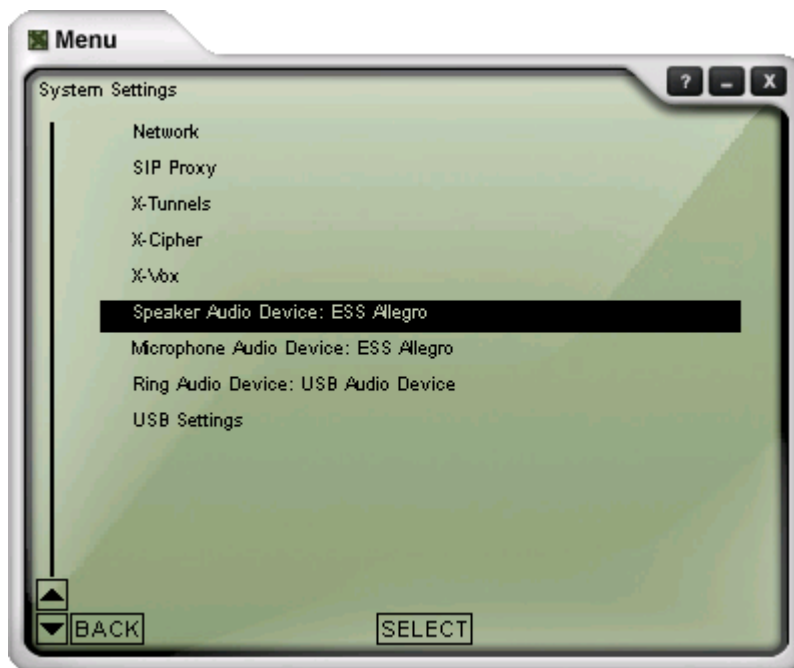 Menu
? - X
System Settings
Network
SIP Proxy
X-Tunnels
X-Cipher
X-Vox
Speaker Audio Device: ESS Allegro
Microphone Audio Device: ESS Allegro
Ring Audio Device: USB Audio Device
USB Settings
BACK SELECT